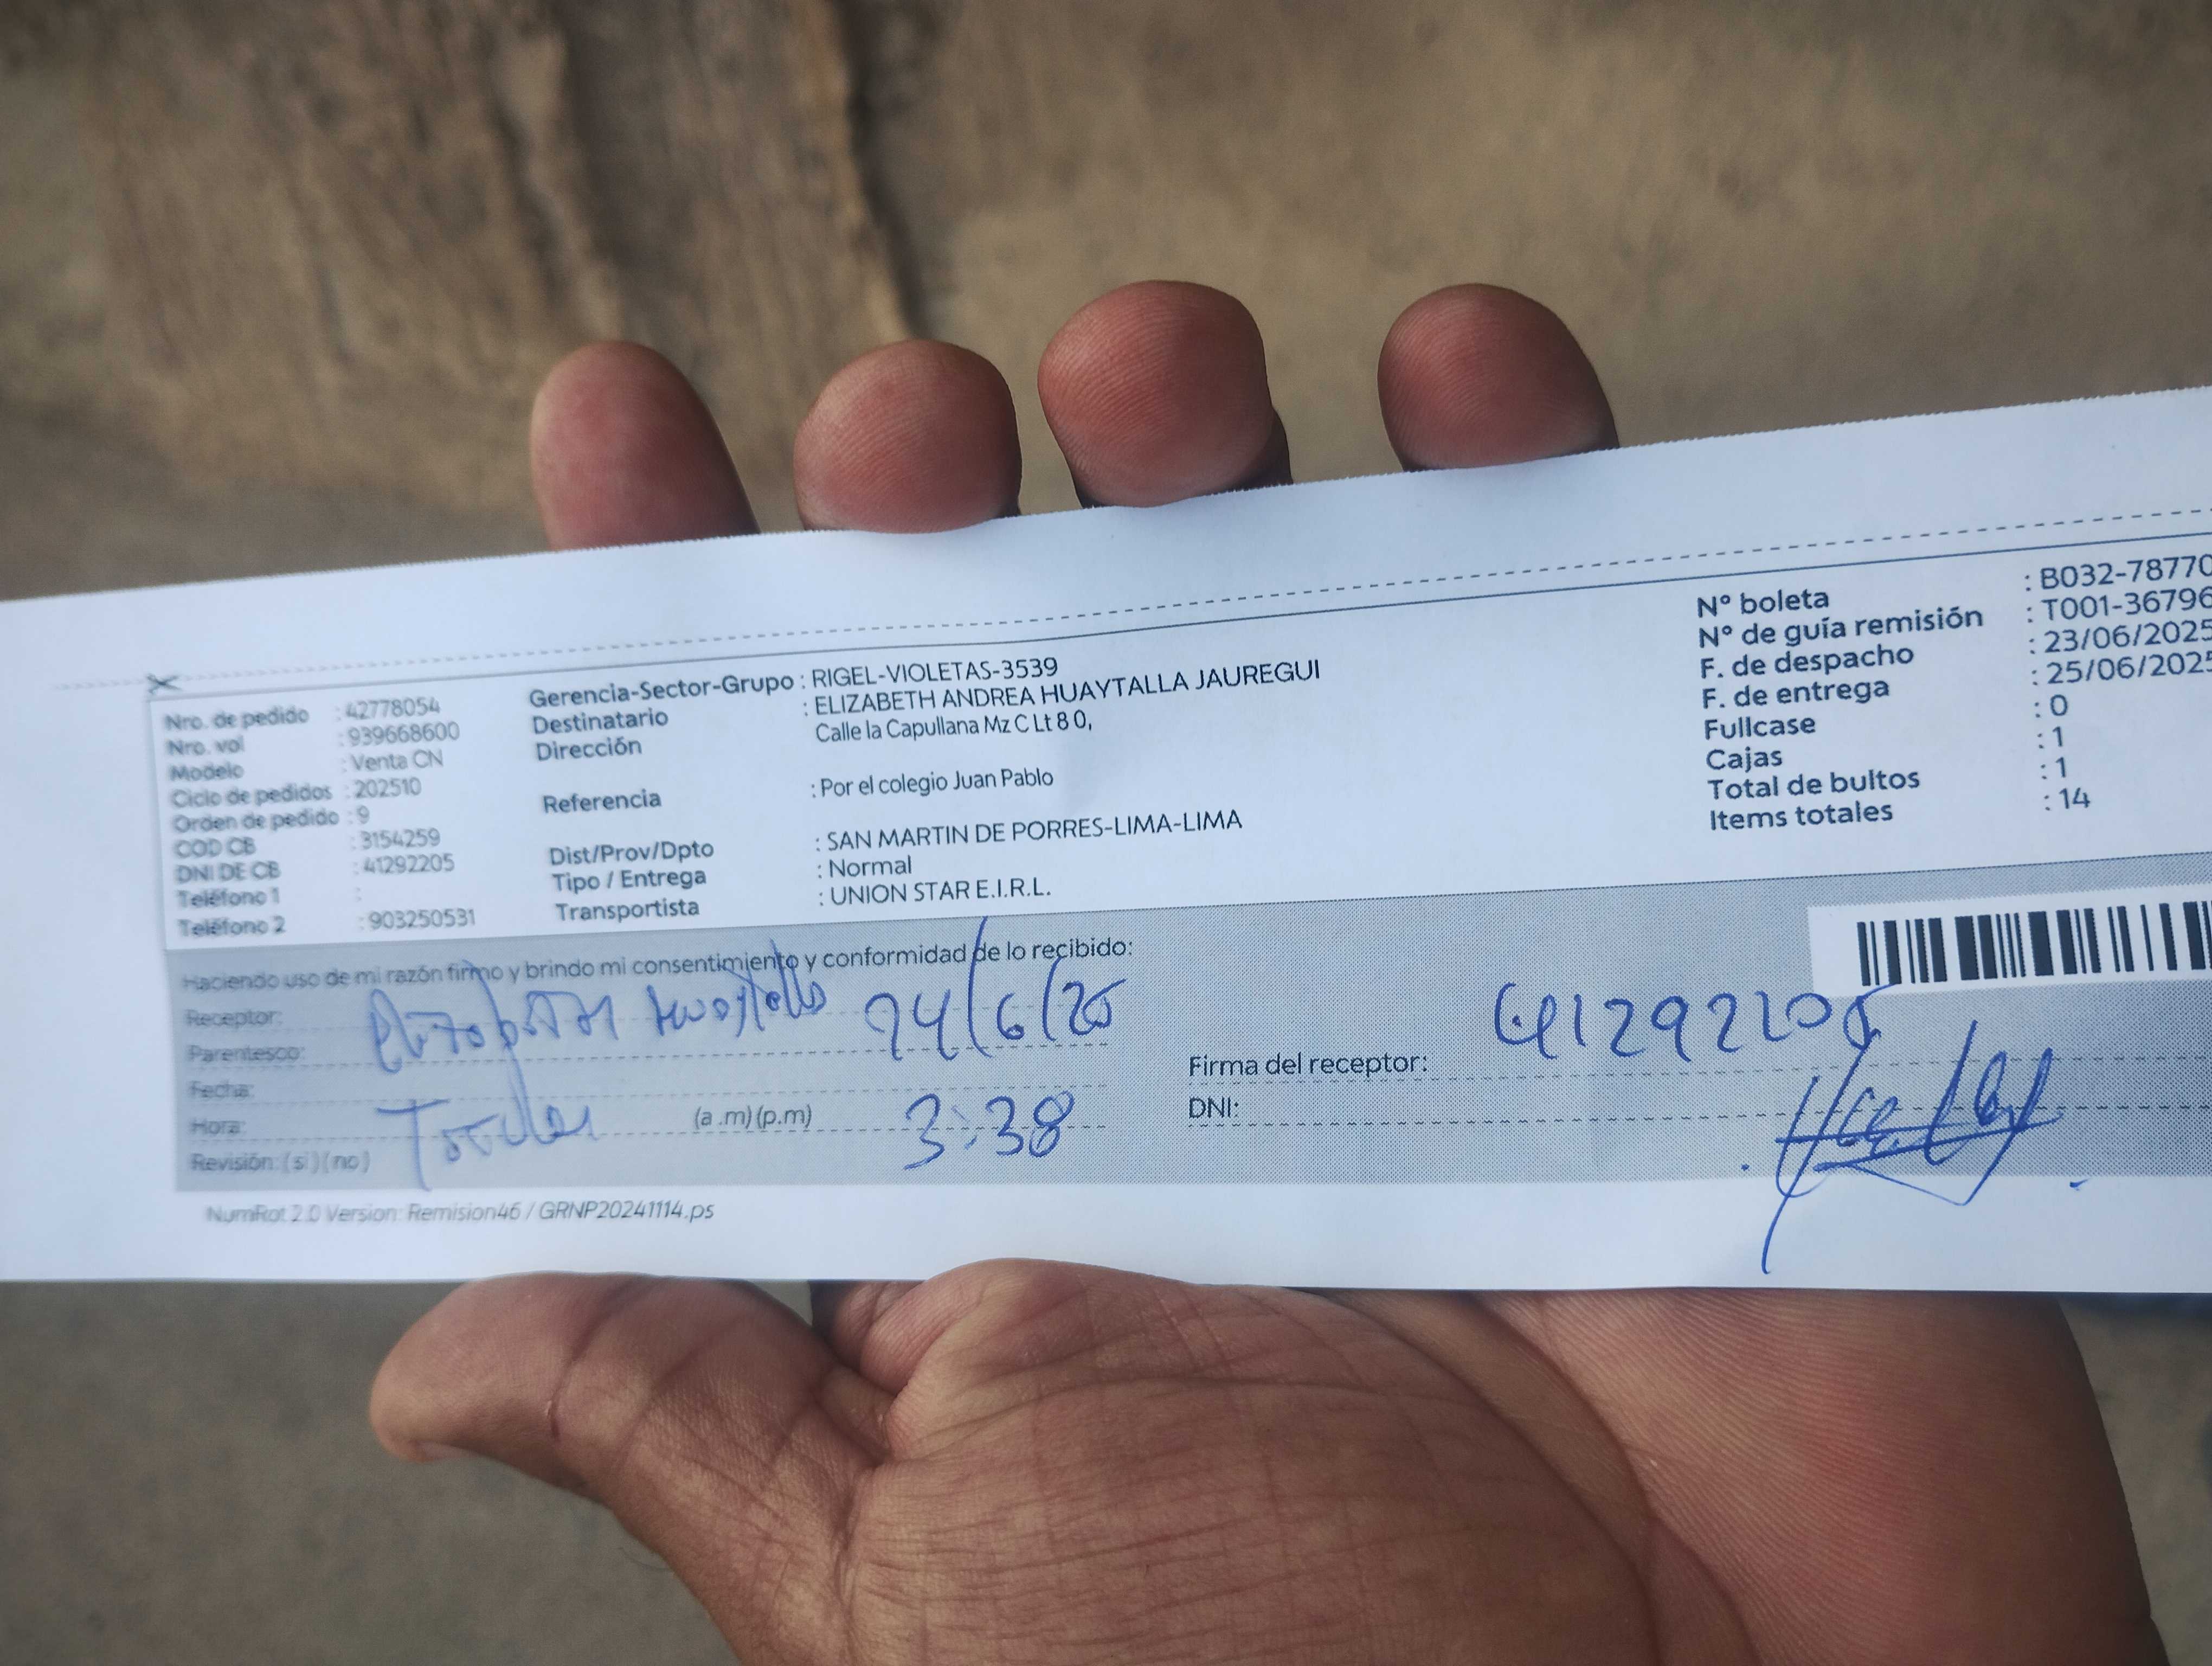 Nro. de pedido : 42778054
Nro. vol : 939668600
Modelo : Venta CN
Ciclo de pedidos : 202510
Orden de pedido : 9
COD CB : 3154259
DNI DE CB : 41292205
Teléfono 1 :
Teléfono 2 : 903250531
Gerencia-Sector-Grupo : RIGEL-VIOLETAS-3539
Destinatario : ELIZABETH ANDREA HUAYTALLA JAUREGUI
Dirección Calle la Capullana Mz C Lt 8 0,
Referencia : Por el colegio Juan Pablo
Dist/Prov/Dpto : SAN MARTIN DE PORRES-LIMA-LIMA
Tipo / Entrega : Normal
Transportista : UNION STAR E.I.R.L.
N° boleta : B032-78770
N° de guía remisión : T001-36796
F. de despacho : 23/06/2025
F. de entrega : 25/06/2025
Fullcase : 0
Cajas : 1
Total de bultos : 1
Items totales : 14
Haciendo uso de mi razón firmo y brindo mi consentimiento y conformidad de lo recibido:
Receptor: Huaytalla 24/6/25
Parentesco:
Fecha:
Hora: (a .m) (p.m) 3:38
Revisión: (si) (no)
41292205
Firma del receptor:
DNI:
NumRot 2.0 Version: Remision46 / GRNP20241114.ps